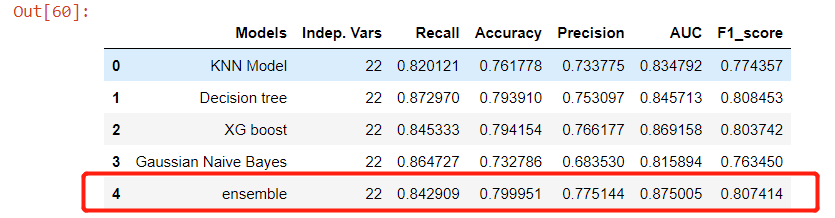 Out[60]:
Models Indep. Vars Recall Accuracy Precision AUC F1_score
0 KNN Model 22 0.820121 0.761778 0.733775 0.834792 0.774357
1 Decision tree 22 0.872970 0.793910 0.753097 0.845713 0.808453
2 XG boost 22 0.845333 0.794154 0.766177 0.869158 0.803742
3 Gaussian Naive Bayes 22 0.864727 0.732786 0.683530 0.815894 0.763450
4 ensemble 22 0.842909 0.799951 0.775144 0.875005 0.807414